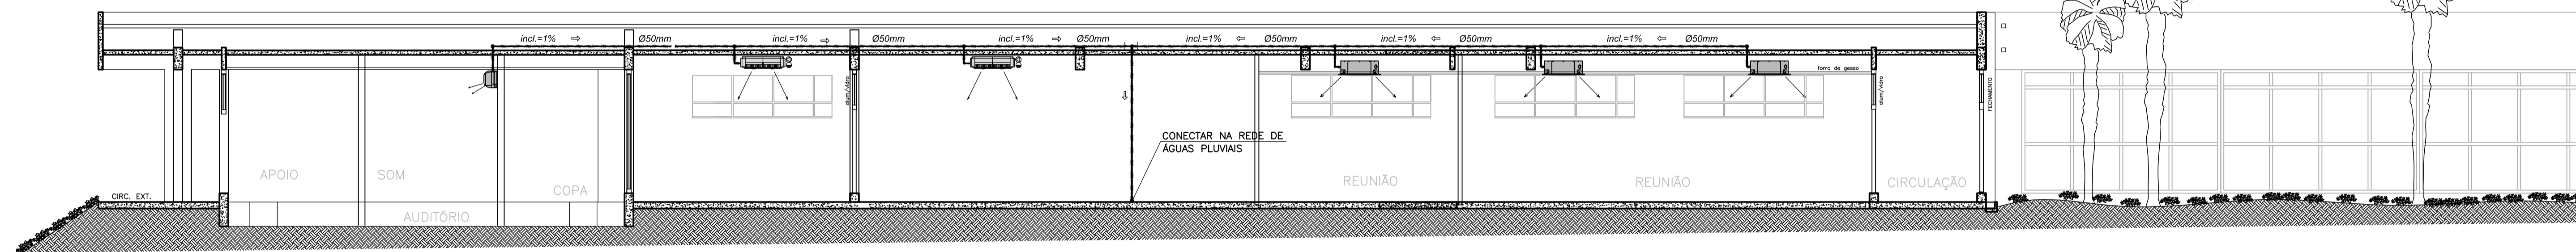 incl.=1% Ø50mm incl.=1% Ø50mm incl.=1% Ø50mm incl.=1% Ø50mm incl.=1% Ø50mm incl.=1% Ø50mm
forro de gesso
alum/vidro
alum/vidro
FECHAMENTO
CONECTAR NA REDE DE
ÁGUAS PLUVIAIS
APOIO SOM
COPA
REUNIÃO REUNIÃO CIRCULAÇÃO
CIRC. EXT.
AUDITÓRIO